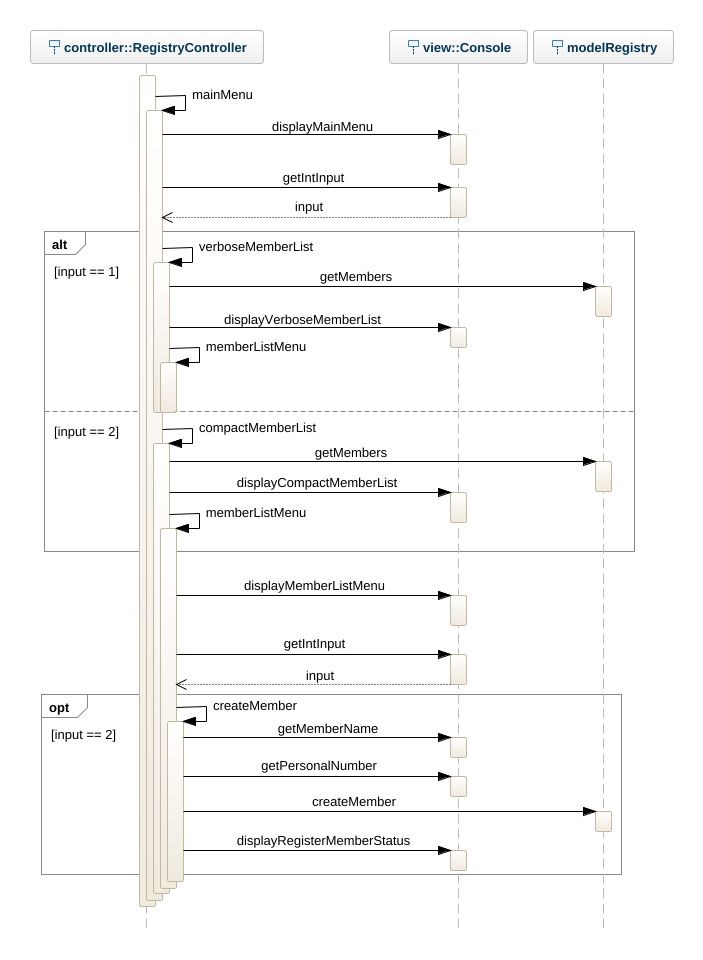 controller::RegistryController
view::Console
modelRegistry
mainMenu
displayMainMenu
getIntInput
input
alt
verboseMemberList
[input == 1]
getMembers
displayVerboseMemberList
memberListMenu
compactMemberList
[input == 2]
getMembers
displayCompactMemberList
memberListMenu
displayMemberListMenu
getIntInput
input
opt
createMember
[input == 2]
getMemberName
getPersonalNumber
createMember
displayRegisterMemberStatus